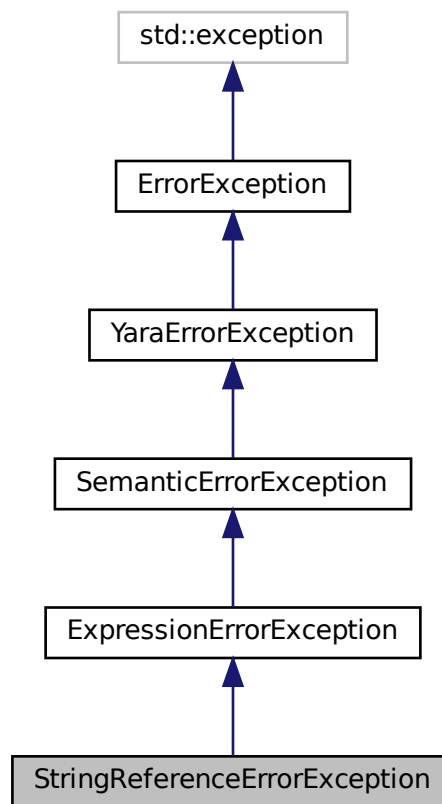 std::exception
ErrorException
YaraErrorException
SemanticErrorException
ExpressionErrorException
StringReferenceErrorException